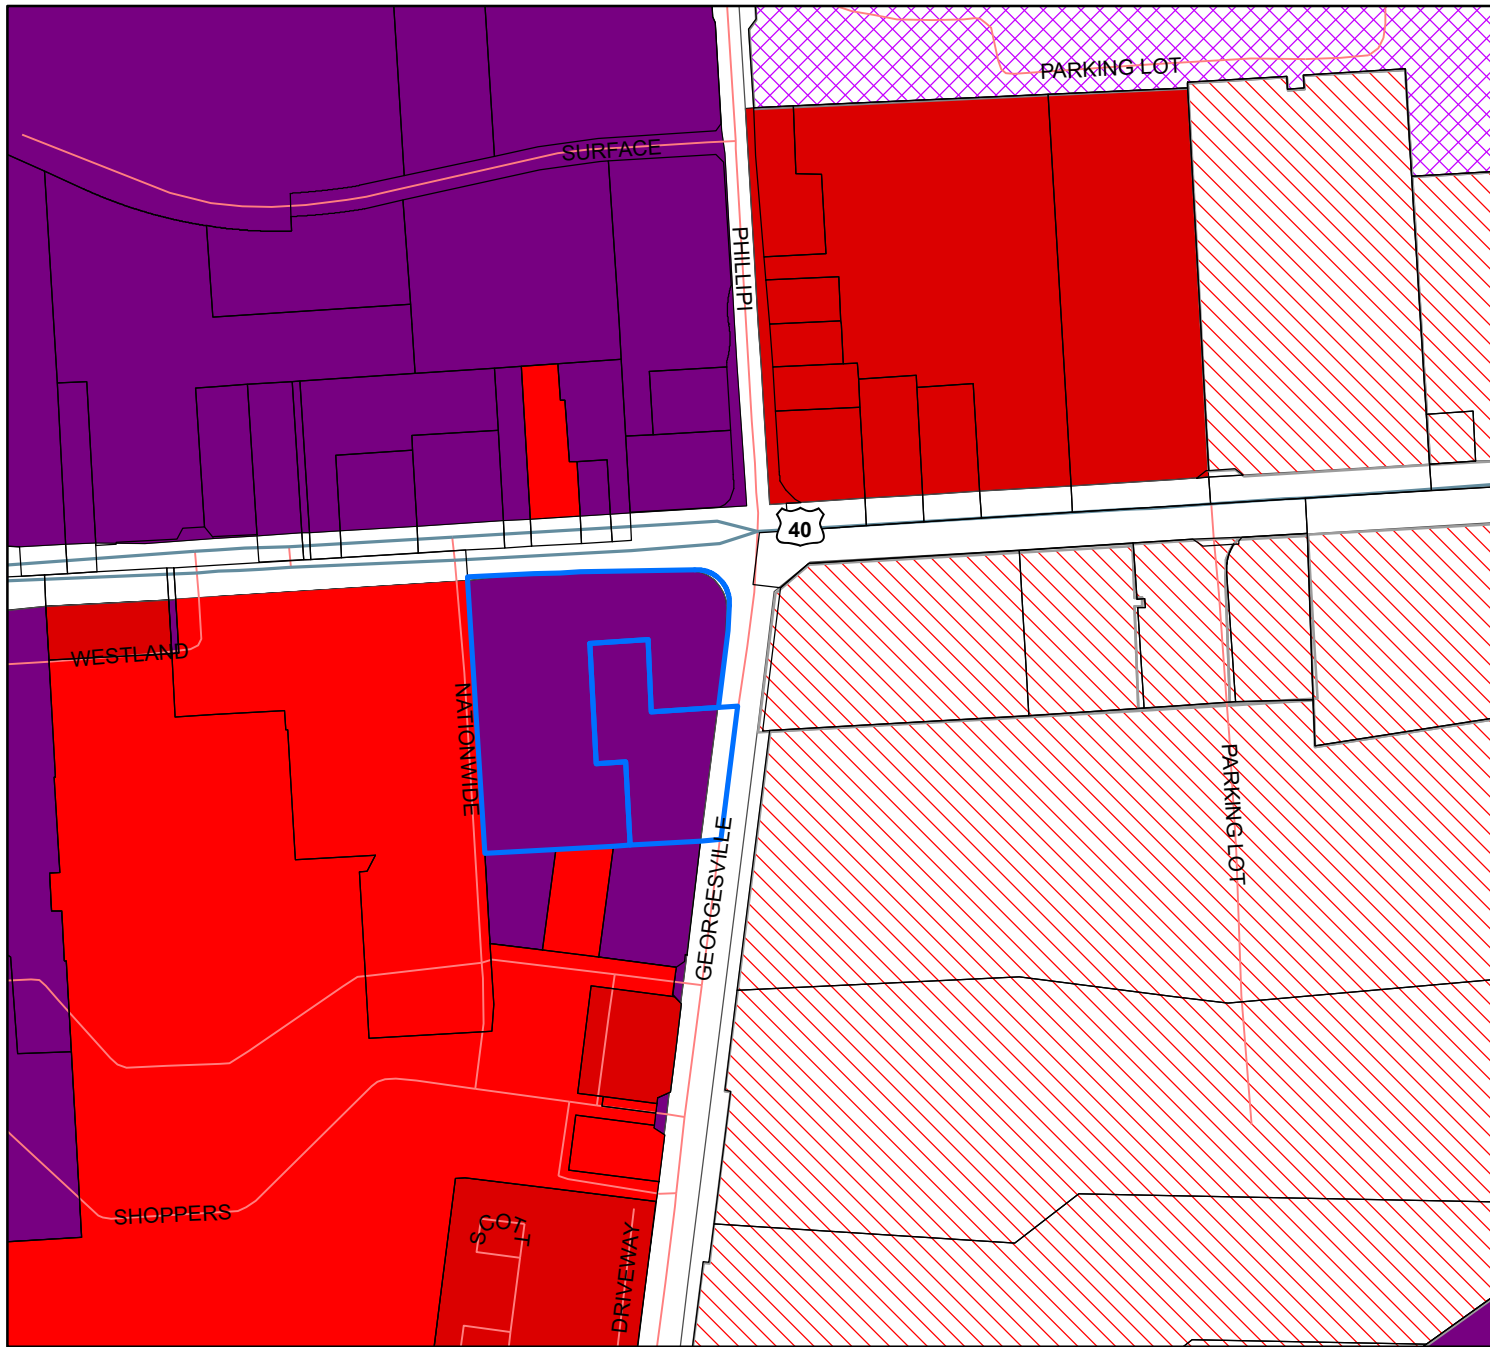 PARKING LOT
SURFACE
PHILLIPI
40
WESTLAND
NATIONWIDE
PARKING LOT
GEORGESVILLE
SHOPPERS
SCOTT
DRIVEWAY